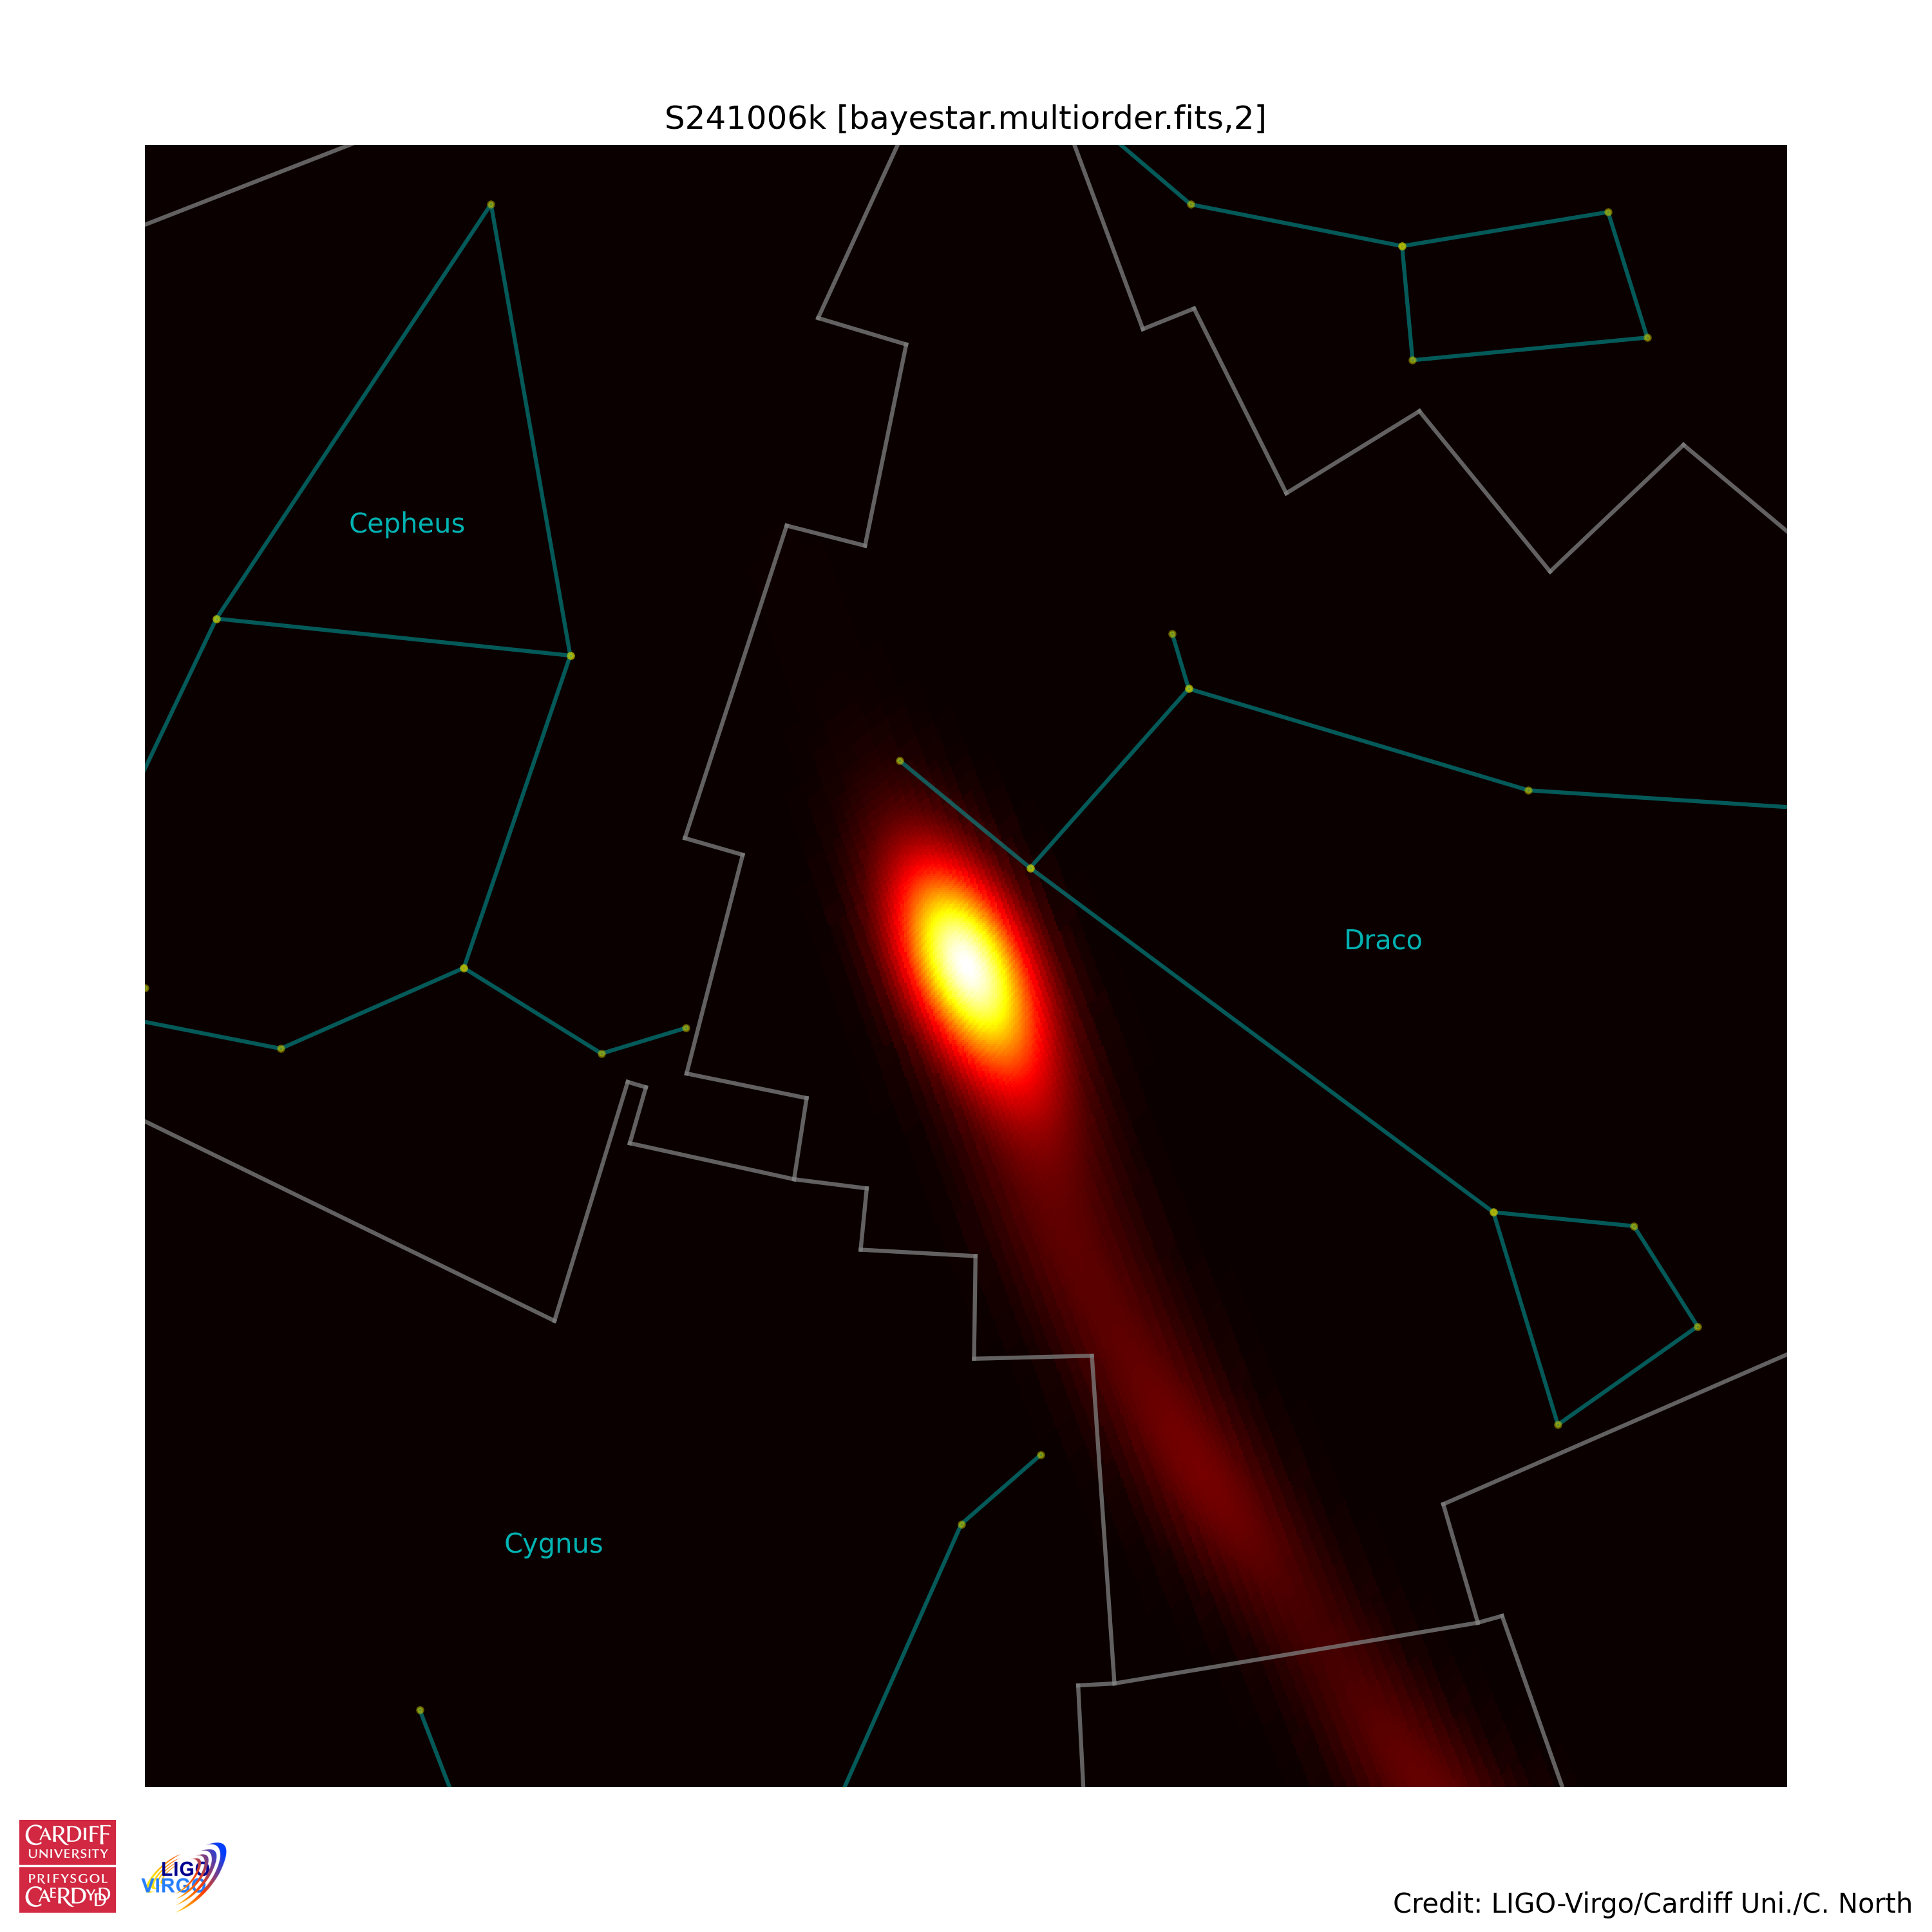 S241006k [bayestar.multiorder.fits,2]
Cepheus
Draco
Cygnus
CARDIFF
UNIVERSITY
PRIFYSGOL
CAERDYDD
LIGO
VIRGO
Credit: LIGO-Virgo/Cardiff Uni./C. North